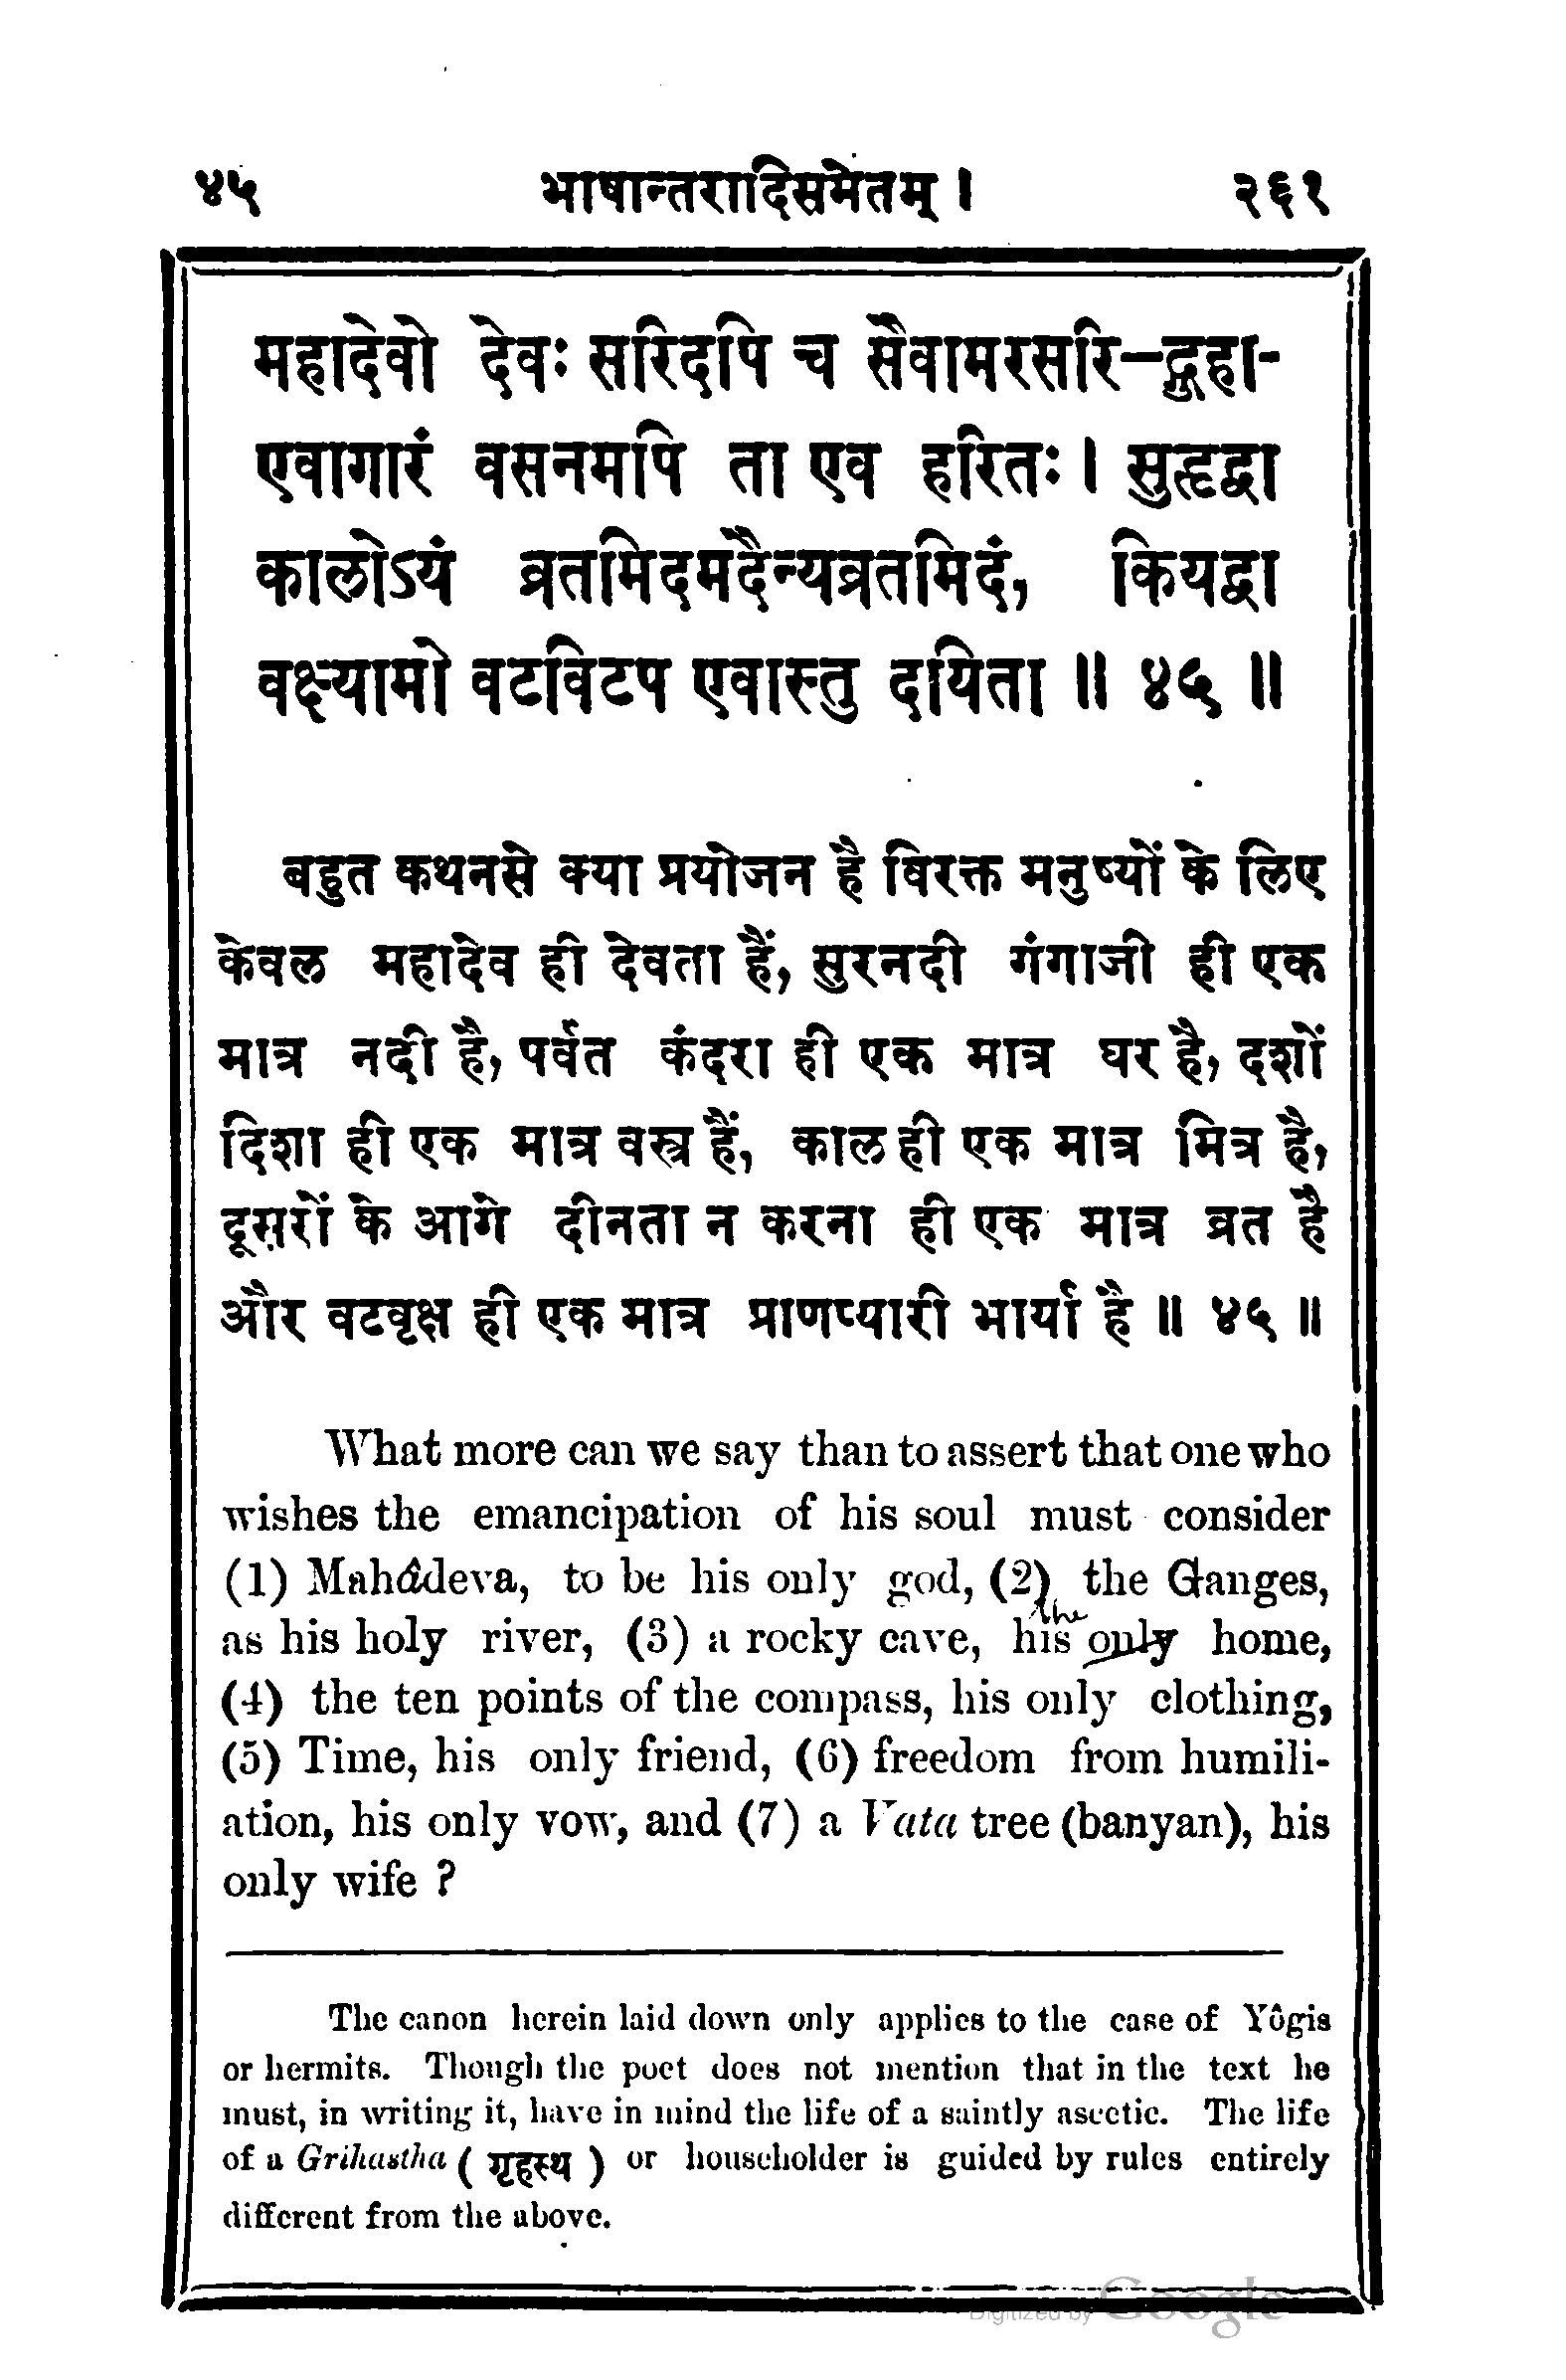 ४५ भाषान्तरादिसमेतम् । २६१
महादेवो देवः सरिदपि च सैवामरसरि–द्गुहा-
एवागारं वसनमपि ता एव हरितः । सुहृद्वा
कालोऽयं व्रतमिदमदैन्यव्रतमिदं, कियद्वा
वक्ष्यामो वटविटप एवास्तु दयिता ॥ ४५ ॥
बहुत कथनसे क्या प्रयोजन है विरक्त मनुष्यों के लिए
केवल महादेव ही देवता हैं, सुरनदी गंगाजी ही एक
मात्र नदी है, पर्वत कंदरा ही एक मात्र घर है, दशों
दिशा ही एक मात्र वस्त्र हैं, काल ही एक मात्र मित्र है,
दूसरों के आगे दीनता न करना ही एक मात्र व्रत है
और वटवृक्ष ही एक मात्र प्राणप्यारी भार्या है ॥ ४५ ॥
What more can we say than to assert that one who
wishes the emancipation of his soul must consider
(1) Mahâdeva, to be his only god, (2) the Ganges,
the
as his holy river, (3) a rocky cave, his only home,
(4) the ten points of the compass, his only clothing,
(5) Time, his only friend, (6) freedom from humili-
ation, his only vow, and (7) a Vata tree (banyan), his
only wife ?
The canon herein laid down only applies to the case of Yôgis
or hermits. Though the poet does not mention that in the text he
must, in writing it, have in mind the life of a saintly ascetic. The life
of a Grihastha ( गृहस्थ ) or householder is guided by rules entirely
different from the above.
Digitized by Google